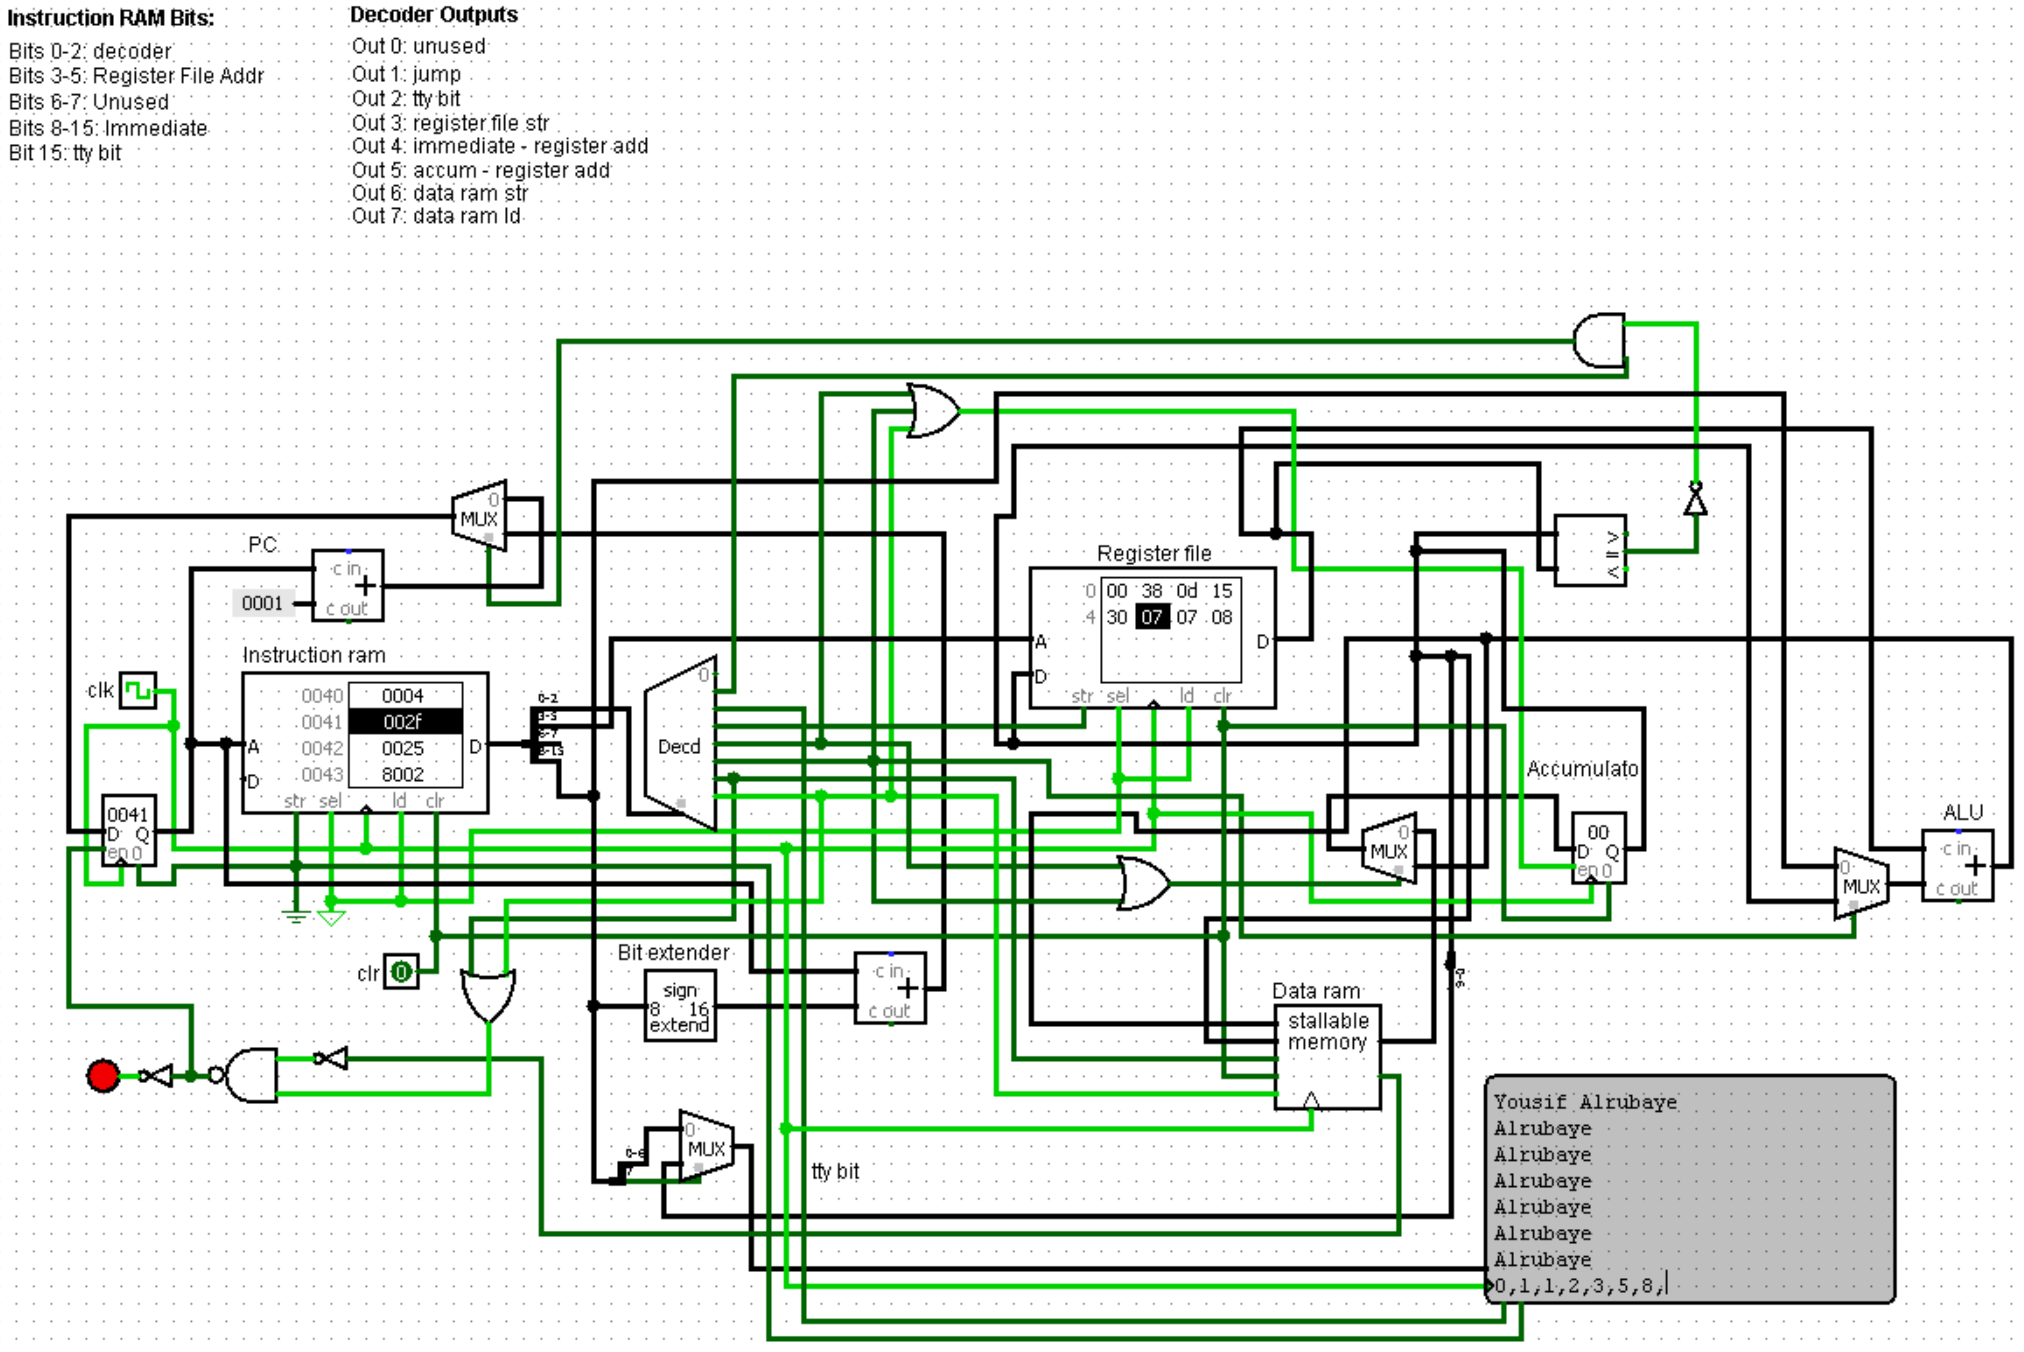 Instruction RAM Bits:
Bits 0-2: decoder
Bits 3-5: Register File Addr
Bits 6-7: Unused
Bits 8-15: Immediate
Bit 15: tty bit
Decoder Outputs
Out 0: unused
Out 1: jump
Out 2: tty bit
Out 3: register file str
Out 4: immediate - register add
Out 5: accum - register add
Out 6: data ram str
Out 7: data ram ld
0
MUX
PC
c in
+
c out
0001
Instruction ram
clk
0040 0004
0041 002f
0042 0025
0043 8002
A
D
D
str sel ld clr
0041
D Q
en 0
0-2
3-5
6-7
8-15
0
Decd
Register file
0 00 38 0d 15
4 30 07 07 08
A
D
D
str sel ld clr
>
=
<
Accumulato
00
D Q
en 0
0
MUX
ALU
c in
+
c out
0
MUX
clr
0
Bit extender
sign
8 16
extend
c in
+
c out
Data ram
stallable
memory
0-6
0-6
7
0
MUX
tty bit
Yousif Alrubaye
Alrubaye
Alrubaye
Alrubaye
Alrubaye
Alrubaye
Alrubaye
0,1,1,2,3,5,8,